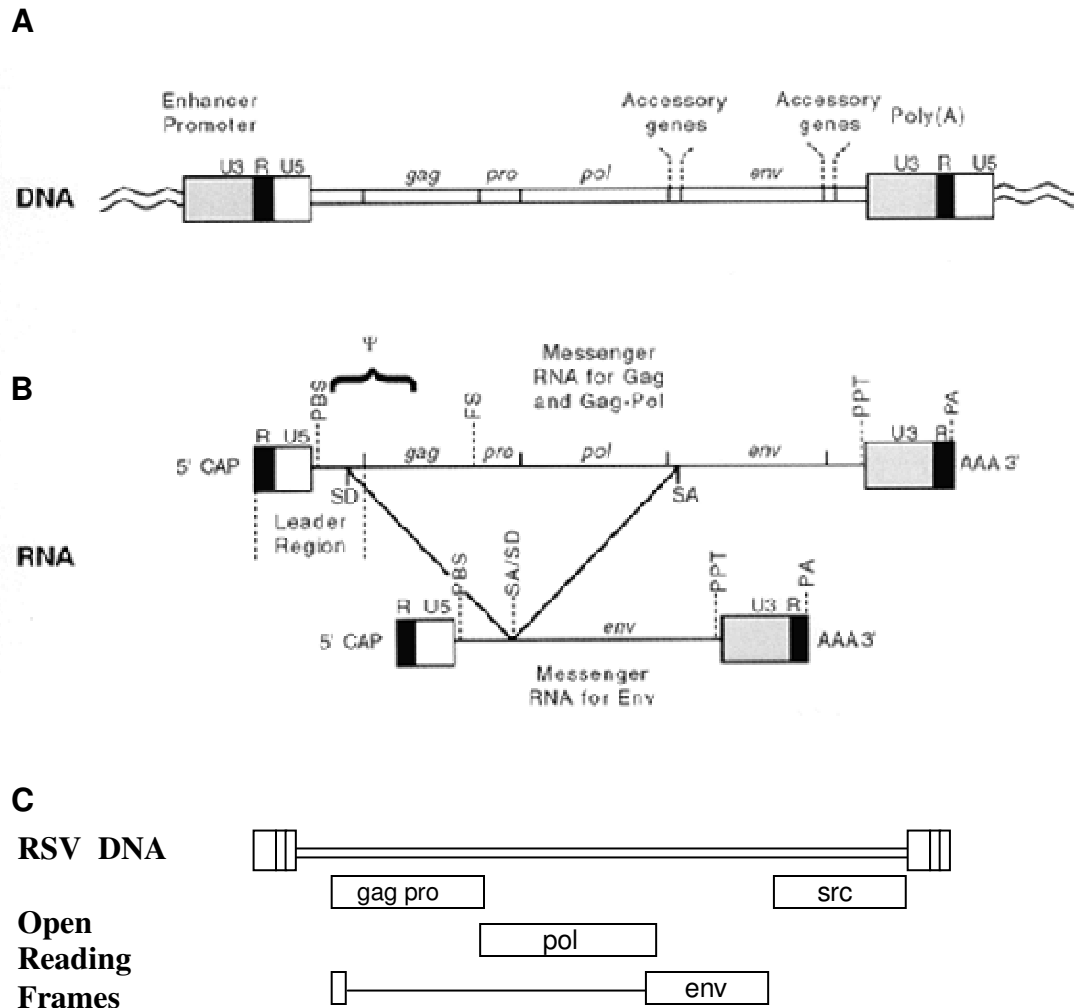 A
Enhancer
Promoter
Accessory
genes
Accessory
genes
Poly(A)
U3 R U5
U3 R U5
gag pro pol env
DNA
B
Ψ
Messenger
RNA for Gag
and Gag-Pol
PBS
FS
PPT
PA
R U5
U3 R
5' CAP
gag pro pol env
AAA 3'
SD
SA
Leader
Region
RNA
PBS
SA/SD
PPT
PA
R U5
U3 R
5' CAP
env
AAA 3'
Messenger
RNA for Env
C
RSV DNA
gag pro
src
Open
Reading
Frames
pol
env